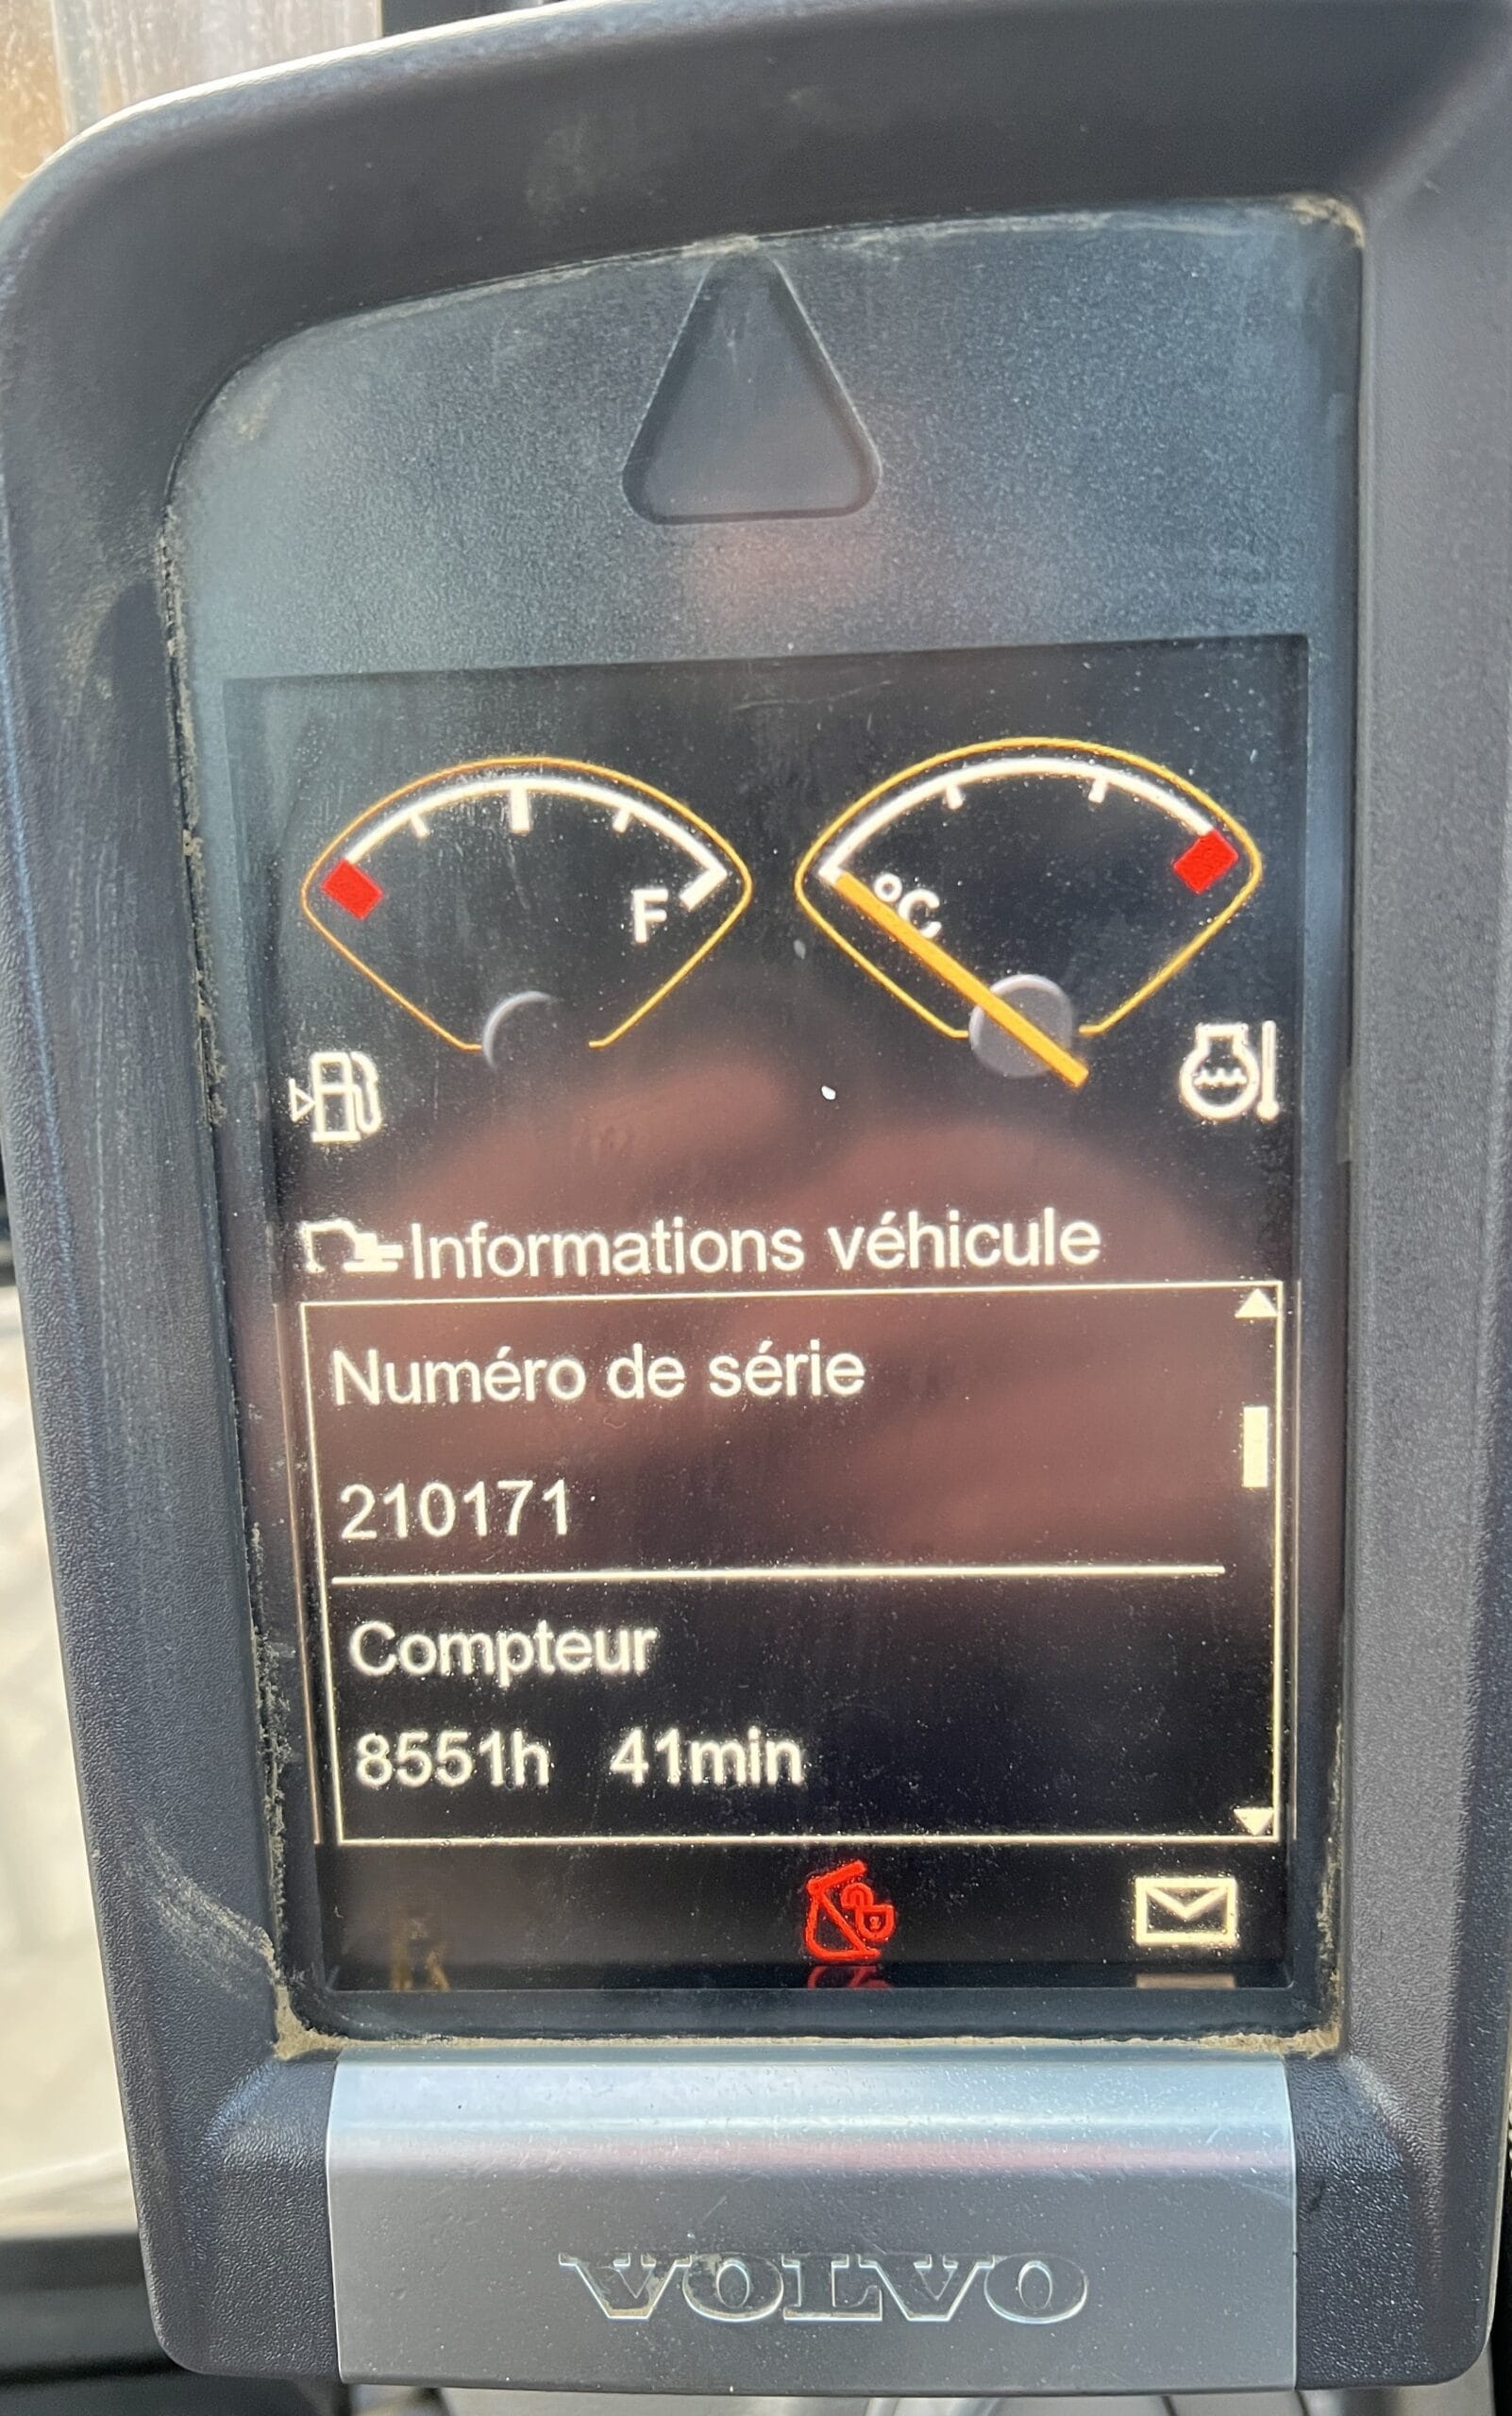 F
°C
Informations véhicule
Numéro de série
210171
Compteur
8551h 41min
VOLVO